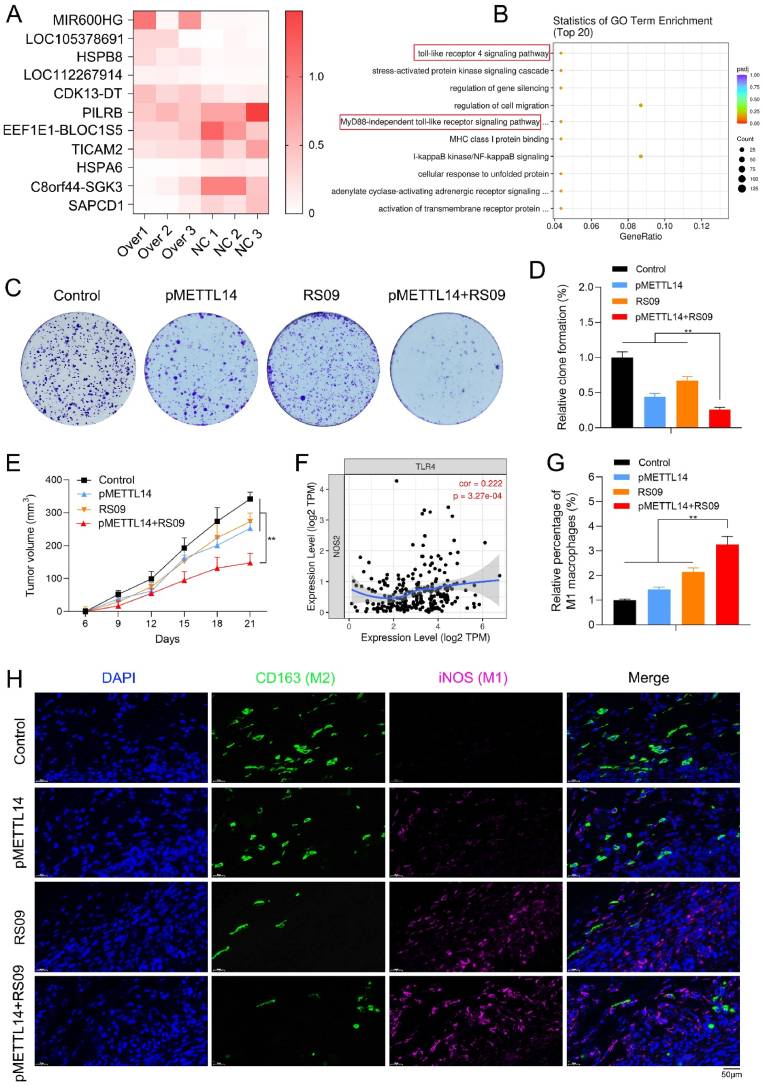 A
MIR600HG
LOC105378691
HSPB8
LOC112267914
CDK13-DT
PILRB
EEF1E1-BLOC1S5
TICAM2
HSPA6
C8orf44-SGK3
SAPCD1
Over1
Over 2
Over 3
NC 1
NC 2
NC 3
1.0
0.5
0
B
Statistics of GO Term Enrichment
(Top 20)
toll-like receptor 4 signaling pathway
stress-activated protein kinase signaling cascade
regulation of gene silencing
regulation of cell migration
MyD88-independent toll-like receptor signaling pathway ...
MHC class I protein binding
I-kappaB kinase/NF-kappaB signaling
cellular response to unfolded protein
adenylate cyclase-activating adrenergic receptor signaling ...
activation of transmembrane receptor protein ...
0.04
0.06
0.08
0.10
0.12
GeneRatio
padj
1.00
0.75
0.50
0.25
0.00
Count
25
50
75
100
125
C
Control
pMETTL14
RS09
pMETTL14+RS09
D
Control
pMETTL14
RS09
pMETTL14+RS09
Relative clone formation (%)
2.0
1.5
1.0
0.5
0.0
**
E
Control
pMETTL14
RS09
pMETTL14+RS09
Tumor volume (mm3)
400
300
200
100
0
6
9
12
15
18
21
Days
**
F
TLR4
NOS2
cor = 0.222
p = 3.27e-04
Expression Level (log2 TPM)
4
3
2
1
0
0
2
4
6
Expression Level (log2 TPM)
G
Control
pMETTL14
RS09
pMETTL14+RS09
Relative percentage of
M1 macrophages (%)
6
5
4
3
2
1
0
**
H
DAPI
CD163 (M2)
iNOS (M1)
Merge
Control
pMETTL14
RS09
pMETTL14+RS09
50μm